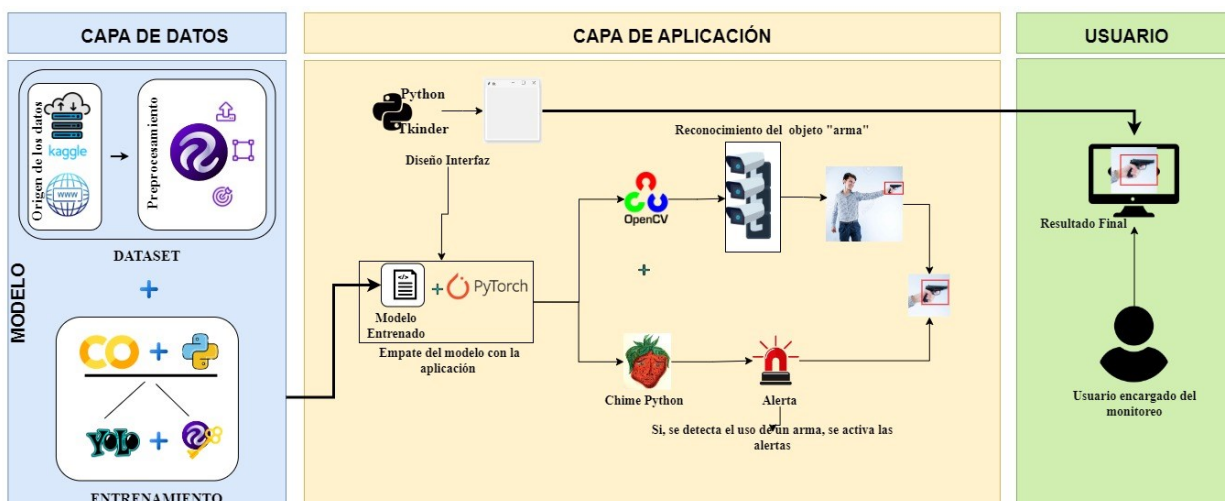 CAPA DE DATOS
CAPA DE APLICACIÓN
USUARIO
MODELO
Origen de los datos
kaggle
WWW
Preprocesamiento
DATASET
CO
YOLO
ENTRENAMIENTO
Python
Tkinder
Diseño Interfaz
Modelo
Entrenado
PyTorch
Empate del modelo con la
aplicación
OpenCV
Reconocimiento del objeto "arma"
Chime Python
Alerta
Si, se detecta el uso de un arma, se activa las
alertas
Resultado Final
Usuario encargado del
monitoreo